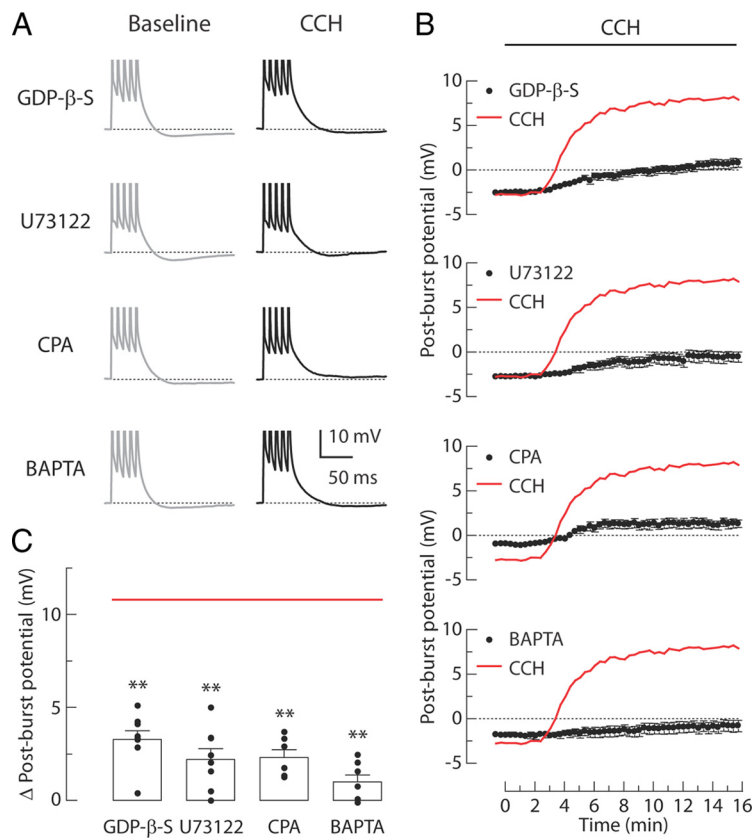 A
Baseline
CCH
GDP-β-S
U73122
CPA
BAPTA
10 mV
50 ms
B
CCH
10
5
0
-5
Post-burst potential (mV)
GDP-β-S
CCH
10
5
0
-5
Post-burst potential (mV)
U73122
CCH
10
5
0
-5
Post-burst potential (mV)
CPA
CCH
10
5
0
-5
Post-burst potential (mV)
BAPTA
CCH
0 2 4 6 8 10 12 14 16
Time (min)
C
Δ Post-burst potential (mV)
10
5
0
**
**
**
**
GDP-β-S U73122 CPA BAPTA